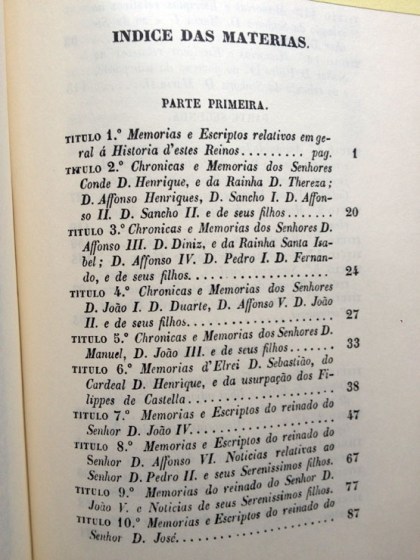 INDICE DAS MATERIAS.
PARTE PRIMEIRA.
TITULO 1.º Memorias e Escriptos relativos em geral
á Historia d'estes Reinos ......... pag. 1
TITULO 2.º Chronicas e Memorias dos Senhores
Conde D. Henrique, e da Rainha D. Thereza;
D. Affonso Henriques, D. Sancho I. D. Affon-
so II. D. Sancho II. e de seus filhos ....... 20
TITULO 3.º Chronicas e Memorias dos Senhores D.
Affonso III. D. Diniz, e da Rainha Santa Isa-
bel; D. Affonso IV. D. Pedro I. D. Fernan-
do, e de seus filhos. .................. 24
TITULO 4.º Chronicas e Memorias dos Senhores
D. João I. D. Duarte, D. Affonso V. D. João
II. e de seus filhos. .................. 27
TITULO 5.º Chronicas e Memorias dos Senhores D.
Manuel, D. João III. e de seus filhos. ...... 33
TITULO 6.º Memorias d'Elrei D. Sebastião, do
Cardeal D. Henrique, e da usurpação dos Fi-
lippes de Castella ................... 38
TITULO 7.º Memorias e Escriptos do reinado do
Senhor D. João IV. ................... 47
TITULO 8.º Memorias e Escriptos do reinado do
Senhor D. Affonso VI. Noticias relativas ao
Senhor D. Pedro II. e seus Serenissimos filhos. 67
TITULO 9.º Memorias do reinado do Senhor D.
João V. e Noticias de seus Serenissimos filhos. 77
TITULO 10.º Memorias e Escriptos do reinado do
Senhor D. José. ................... 87